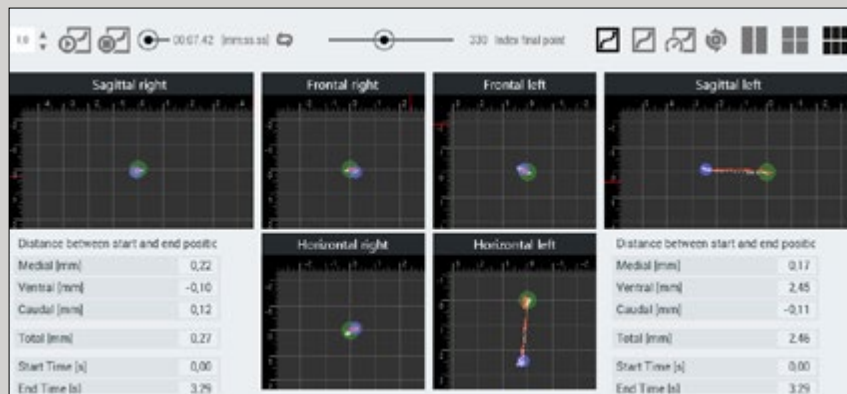 1.0 00:07.42 [mm:ss.ss] 330 Index final point
Sagittal right Frontal right Frontal left Sagittal left
Horizontal right Horizontal left
Distance between start and end positic
Medial [mm] 0,22
Ventral [mm] -0,10
Caudal [mm] 0,12
Total [mm] 0,27
Start Time [s] 0,00
End Time [s] 3,29
Distance between start and end positic
Medial [mm] 0,17
Ventral [mm] 2,45
Caudal [mm] -0,11
Total [mm] 2,46
Start Time [s] 0,00
End Time [s] 3,29